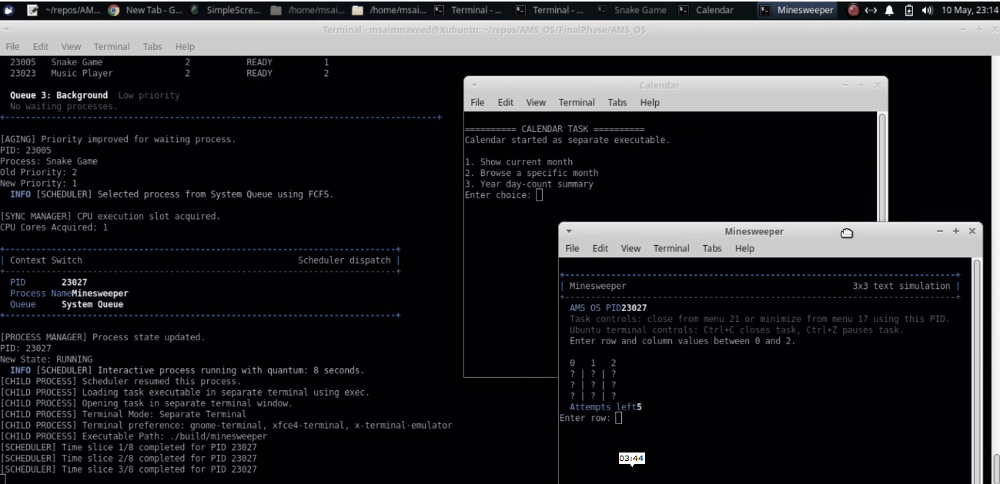 ~/repos/AM... New Tab - G... SimpleScre... /home/msai... /home/msai... Terminal - ... Terminal - ... Snake Game Calendar Minesweeper 10 May, 23:14
Terminal - msaimnaveed@Xubuntu: ~/repos/AMS_OS/FinalPhase/AMS_OS
File Edit View Terminal Tabs Help
23005 Snake Game 2 READY 1
23023 Music Player 2 READY 2
Queue 3: Background Low priority
No waiting processes.
+-------------------------------------------------------------------------------------+
[AGING] Priority improved for waiting process.
PID: 23005
Process: Snake Game
Old Priority: 2
New Priority: 1
INFO [SCHEDULER] Selected process from System Queue using FCFS.
[SYNC MANAGER] CPU execution slot acquired.
CPU Cores Acquired: 1
+-----------------------------------------------------------------------------+
| Context Switch Scheduler dispatch |
+-----------------------------------------------------------------------------+
PID 23027
Process NameMinesweeper
Queue System Queue
+-----------------------------------------------------------------------------+
[PROCESS MANAGER] Process state updated.
PID: 23027
New State: RUNNING
INFO [SCHEDULER] Interactive process running with quantum: 8 seconds.
[CHILD PROCESS] Scheduler resumed this process.
[CHILD PROCESS] Loading task executable in separate terminal using exec.
[CHILD PROCESS] Opening task in separate terminal window.
[CHILD PROCESS] Terminal Mode: Separate Terminal
[CHILD PROCESS] Terminal preference: gnome-terminal, xfce4-terminal, x-terminal-emulator
[CHILD PROCESS] Executable Path: ./build/minesweeper
[SCHEDULER] Time slice 1/8 completed for PID 23027
[SCHEDULER] Time slice 2/8 completed for PID 23027
[SCHEDULER] Time slice 3/8 completed for PID 23027
Calendar
File Edit View Terminal Tabs Help
========== CALENDAR TASK ==========
Calendar started as separate executable.
1. Show current month
2. Browse a specific month
3. Year day-count summary
Enter choice:
Minesweeper
File Edit View Terminal Tabs Help
+-----------------------------------------------------------------------------+
| Minesweeper 3x3 text simulation |
+-----------------------------------------------------------------------------+
AMS OS PID23027
Task controls: close from menu 21 or minimize from menu 17 using this PID.
Ubuntu terminal controls: Ctrl+C closes task, Ctrl+Z pauses task.
Enter row and column values between 0 and 2.
0 1 2
? | ? | ?
? | ? | ?
? | ? | ?
Attempts left5
Enter row:
03:44